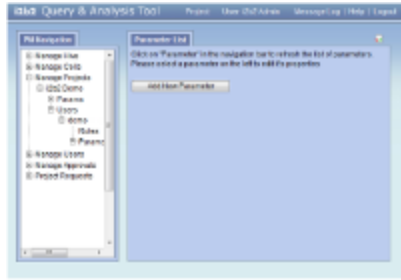 i2b2 Query & Analysis Tool
Project User i2b2 Admin Message Log | Help | Logout
PM Navigation
Manage Hive
Manage Cells
Manage Projects
i2b2 Demo
Params
Users
demo
Roles
Params
Manage Users
Manage Approvals
Project Requests
Parameter List
Click on "Parameter" in the navigation bar to refresh the list of parameters.
Please select a parameter on the left to edit its properties
Add New Parameter